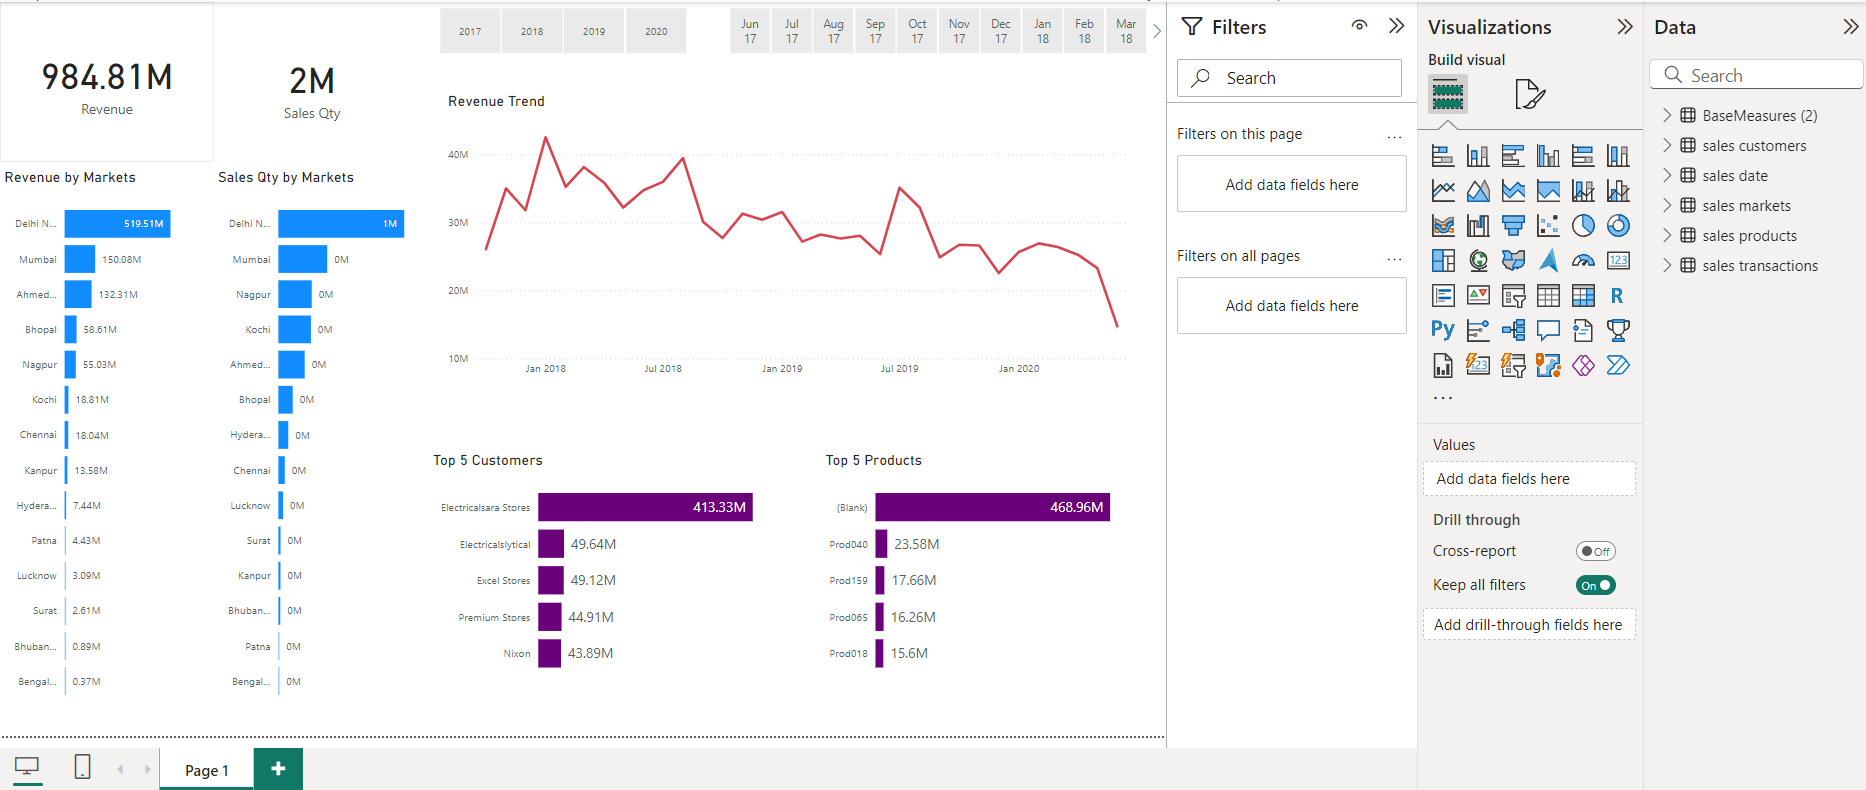 984.81M
Revenue
2M
Sales Qty
2017 2018 2019 2020
Jun 17 Jul 17 Aug 17 Sep 17 Oct 17 Nov 17 Dec 17 Jan 18 Feb 18 Mar 18
Revenue by Markets
Delhi N... 519.51M
Mumbai 150.08M
Ahmed... 132.31M
Bhopal 58.61M
Nagpur 55.03M
Kochi 18.81M
Chennai 18.04M
Kanpur 13.58M
Hydera... 7.44M
Patna 4.43M
Lucknow 3.09M
Surat 2.61M
Bhuban... 0.89M
Bengal... 0.37M
Sales Qty by Markets
Delhi N... 1M
Mumbai 0M
Nagpur 0M
Kochi 0M
Ahmed... 0M
Bhopal 0M
Hydera... 0M
Chennai 0M
Lucknow 0M
Surat 0M
Kanpur 0M
Bhuban... 0M
Patna 0M
Bengal... 0M
Revenue Trend
40M
30M
20M
10M
Jan 2018 Jul 2018 Jan 2019 Jul 2019 Jan 2020
Top 5 Customers
Electricalsara Stores 413.33M
Electricalslytical 49.64M
Excel Stores 49.12M
Premium Stores 44.91M
Nixon 43.89M
Top 5 Products
(Blank) 468.96M
Prod040 23.58M
Prod159 17.66M
Prod065 16.26M
Prod018 15.6M
Page 1
Filters
Search
Filters on this page ...
Add data fields here
Filters on all pages ...
Add data fields here
Visualizations
Build visual
123
R
Py
123
...
Values
Add data fields here
Drill through
Cross-report Off
Keep all filters On
Add drill-through fields here
Data
Search
BaseMeasures (2)
sales customers
sales date
sales markets
sales products
sales transactions